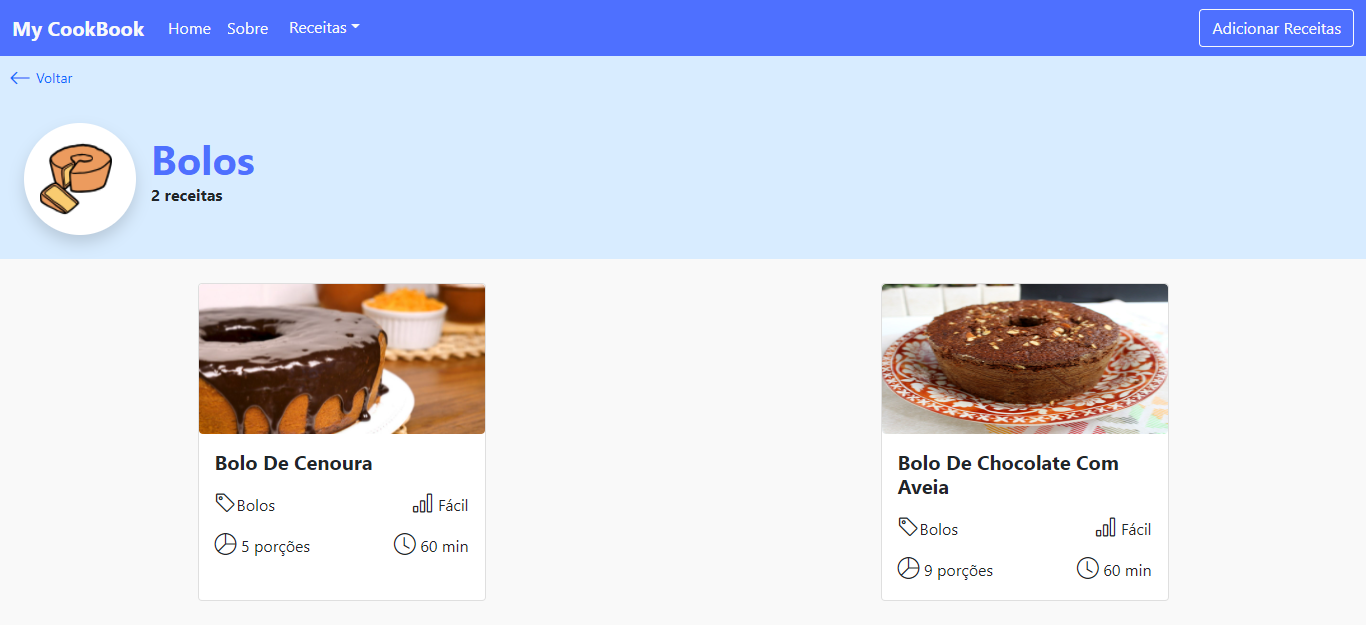 My CookBook Home Sobre Receitas Adicionar Receitas
Voltar
Bolos
2 receitas
Bolo De Cenoura
Bolos Fácil
5 porções 60 min
Bolo De Chocolate Com
Aveia
Bolos Fácil
9 porções 60 min